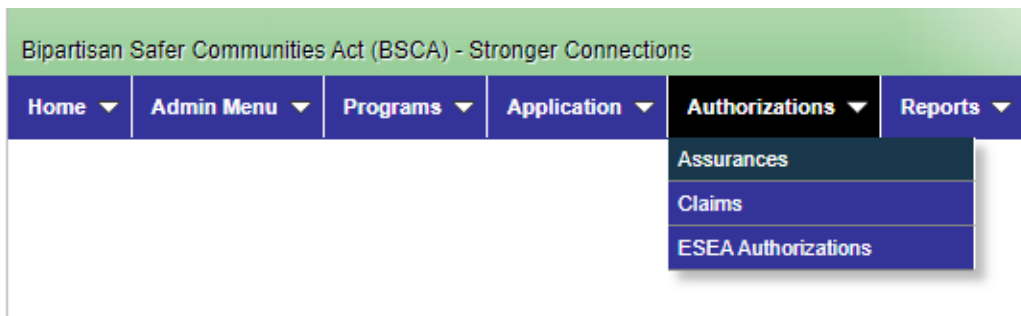 Bipartisan Safer Communities Act (BSCA) - Stronger Connections
Home Admin Menu Programs Application Authorizations Reports
Assurances
Claims
ESEA Authorizations